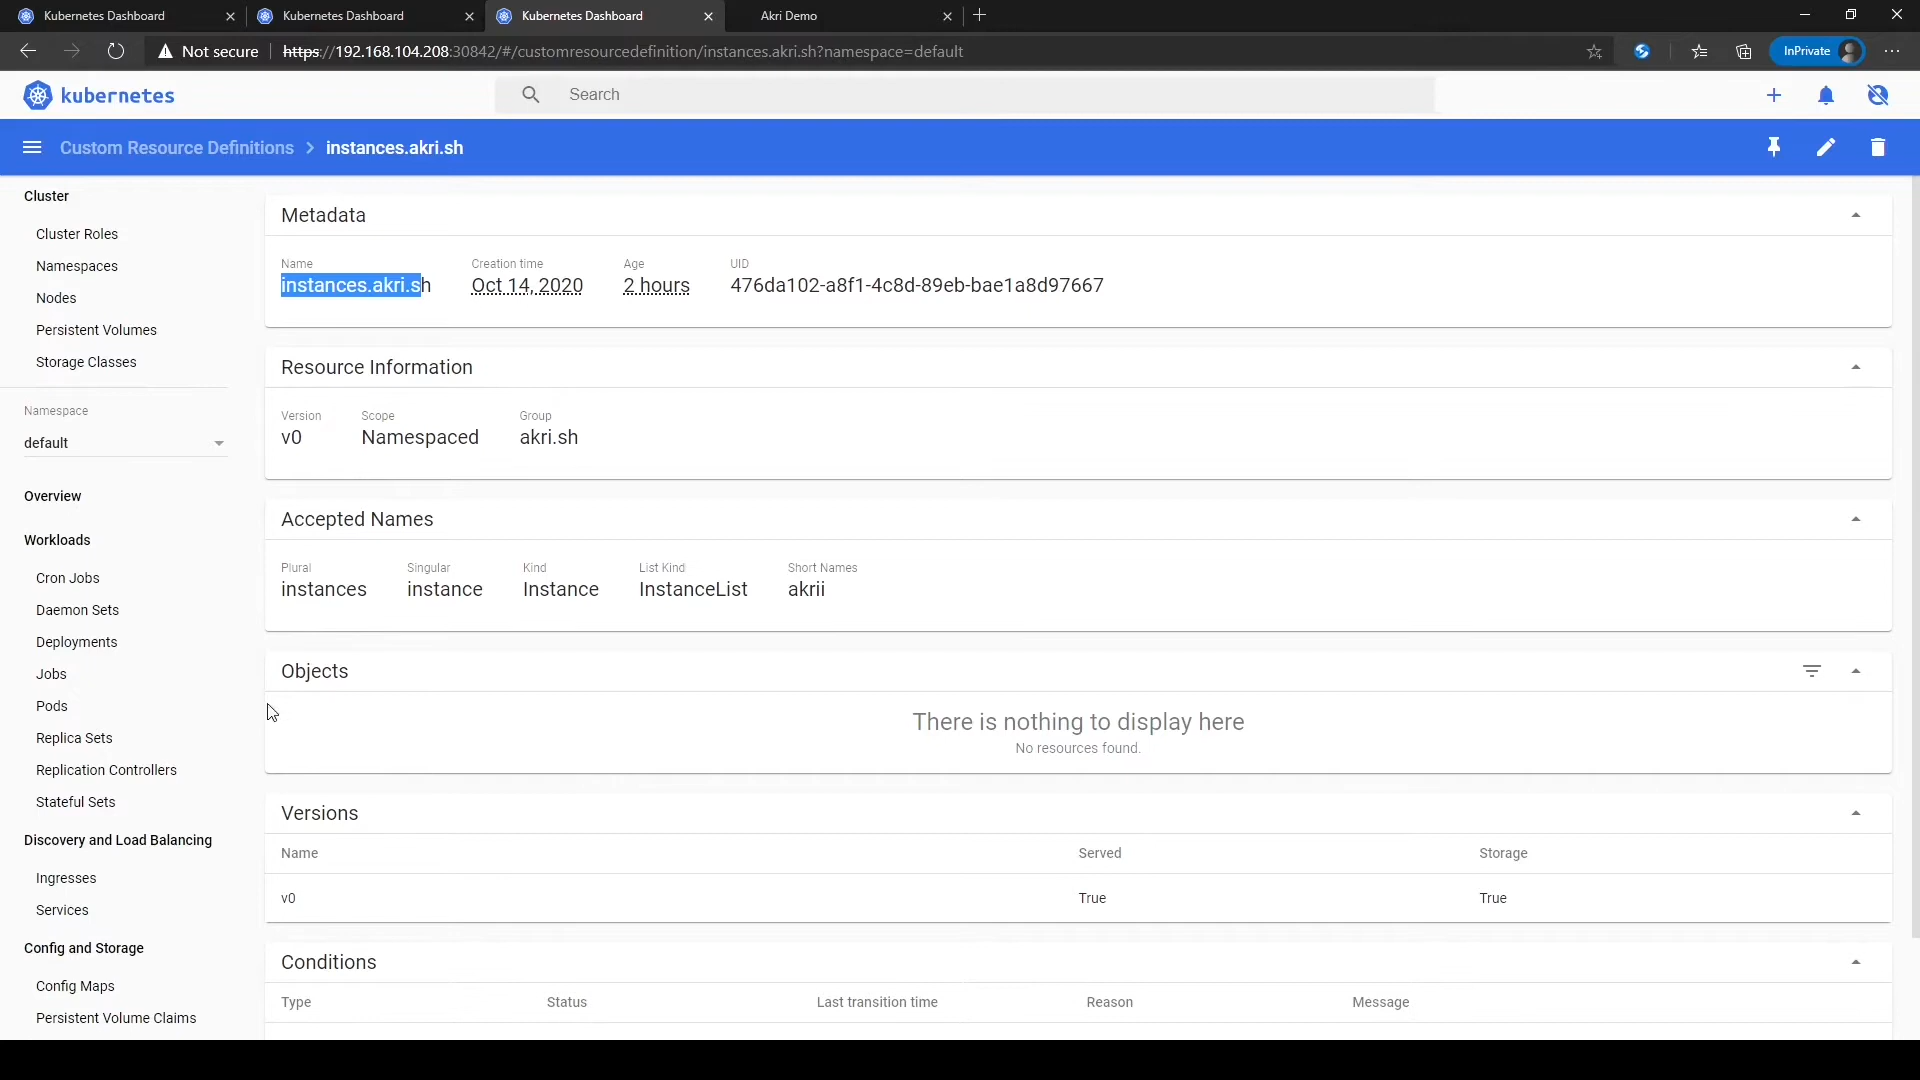 Kubernetes Dashboard
Kubernetes Dashboard
Kubernetes Dashboard
Akri Demo
Not secure
https://192.168.104.208:30842/#/customresourcedefinition/instances.akri.sh?namespace=default
InPrivate
kubernetes
Search
Custom Resource Definitions
instances.akri.sh
Cluster
Cluster Roles
Namespaces
Nodes
Persistent Volumes
Storage Classes
Namespace
default
Overview
Workloads
Cron Jobs
Daemon Sets
Deployments
Jobs
Pods
Replica Sets
Replication Controllers
Stateful Sets
Discovery and Load Balancing
Ingresses
Services
Config and Storage
Config Maps
Persistent Volume Claims
Metadata
Name
instances.akri.sh
Creation time
Oct 14, 2020
Age
2 hours
UID
476da102-a8f1-4c8d-89eb-bae1a8d97667
Resource Information
Version
v0
Scope
Namespaced
Group
akri.sh
Accepted Names
Plural
instances
Singular
instance
Kind
Instance
List Kind
InstanceList
Short Names
akrii
Objects
There is nothing to display here
No resources found.
Versions
Name Served Storage
v0 True True
Conditions
Type Status Last transition time Reason Message